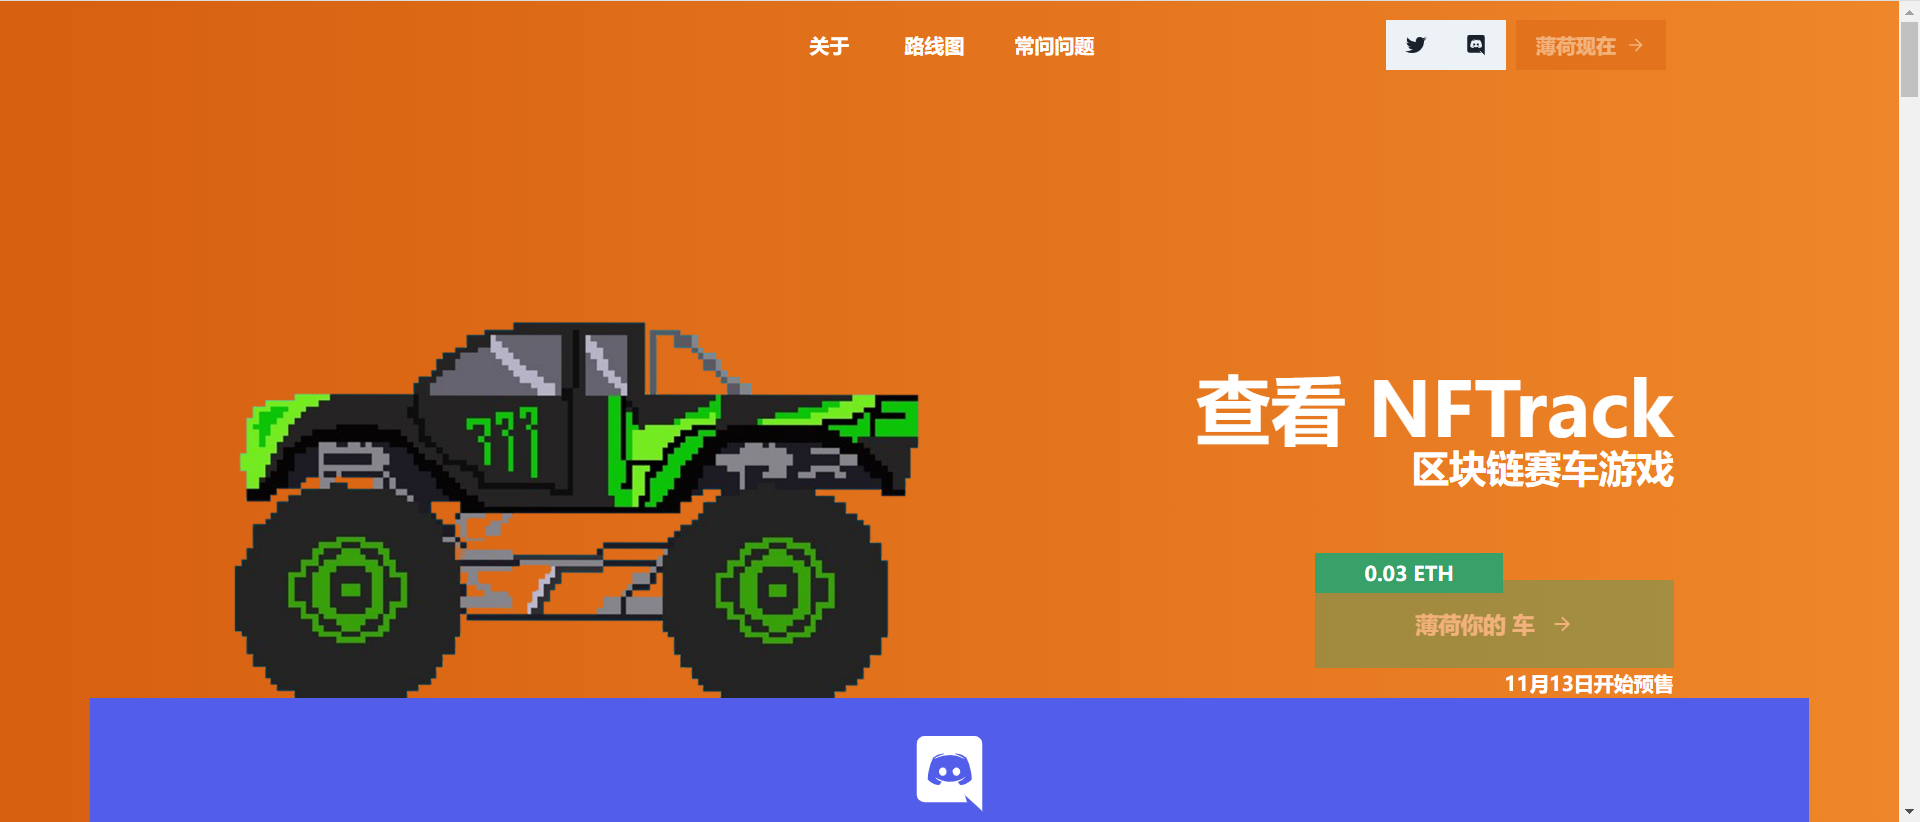 关于 路线图 常问问题
薄荷现在
333
查看 NFTrack
区块链赛车游戏
0.03 ETH
薄荷你的 车
11月13日开始预售